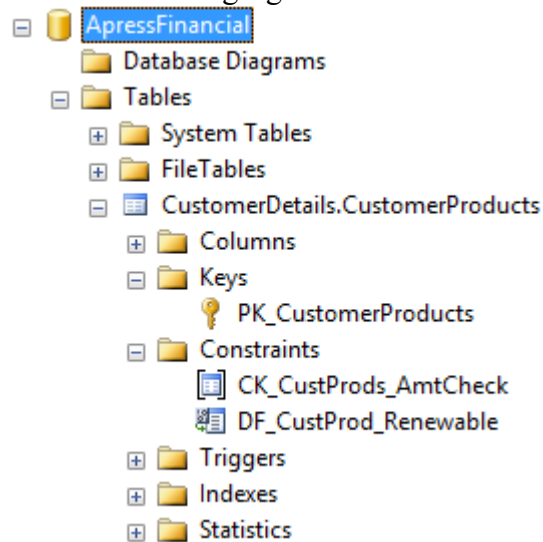 ApressFinancial
Database Diagrams
Tables
System Tables
FileTables
CustomerDetails.CustomerProducts
Columns
Keys
PK_CustomerProducts
Constraints
CK_CustProds_AmtCheck
DF_CustProd_Renewable
Triggers
Indexes
Statistics